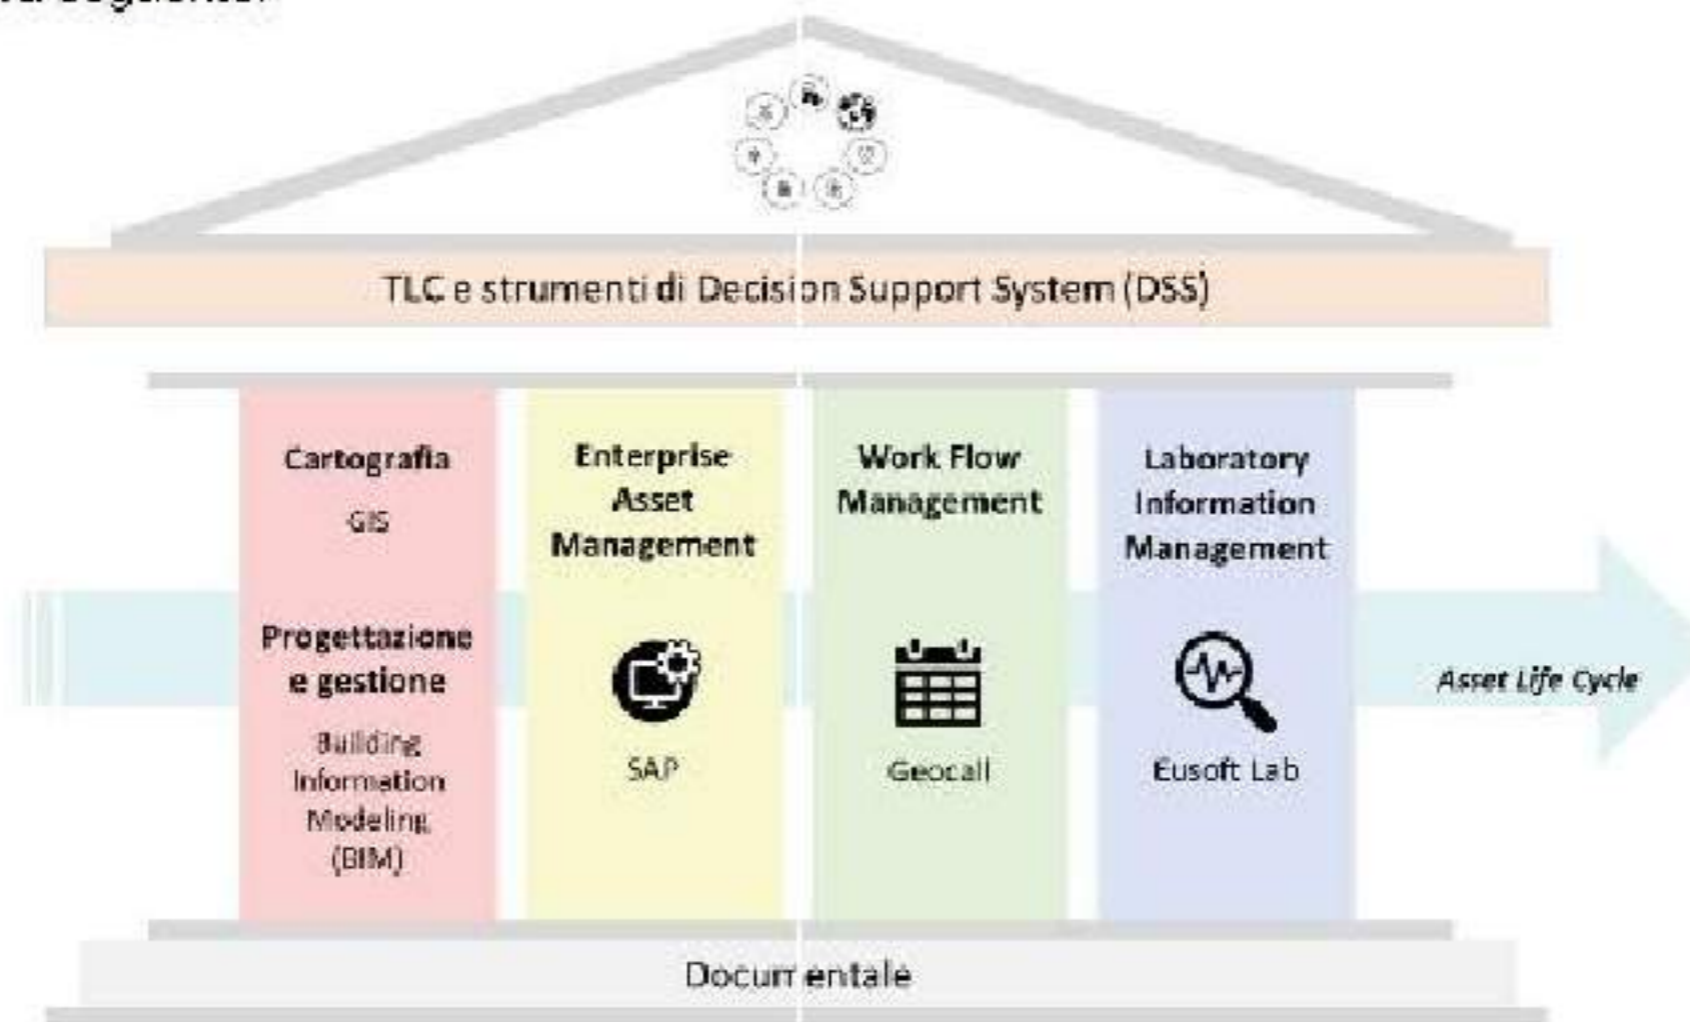 TLC e strumenti di Decision Support System (DSS)
Cartografia
GIS
Progettazione
e gestione
Building
Information
Modeling
(BIM)
Enterprise
Asset
Management
SAP
Work Flow
Management
Geocall
Laboratory
Information
Management
Eusoft Lab
Asset Life Cycle
Documentale